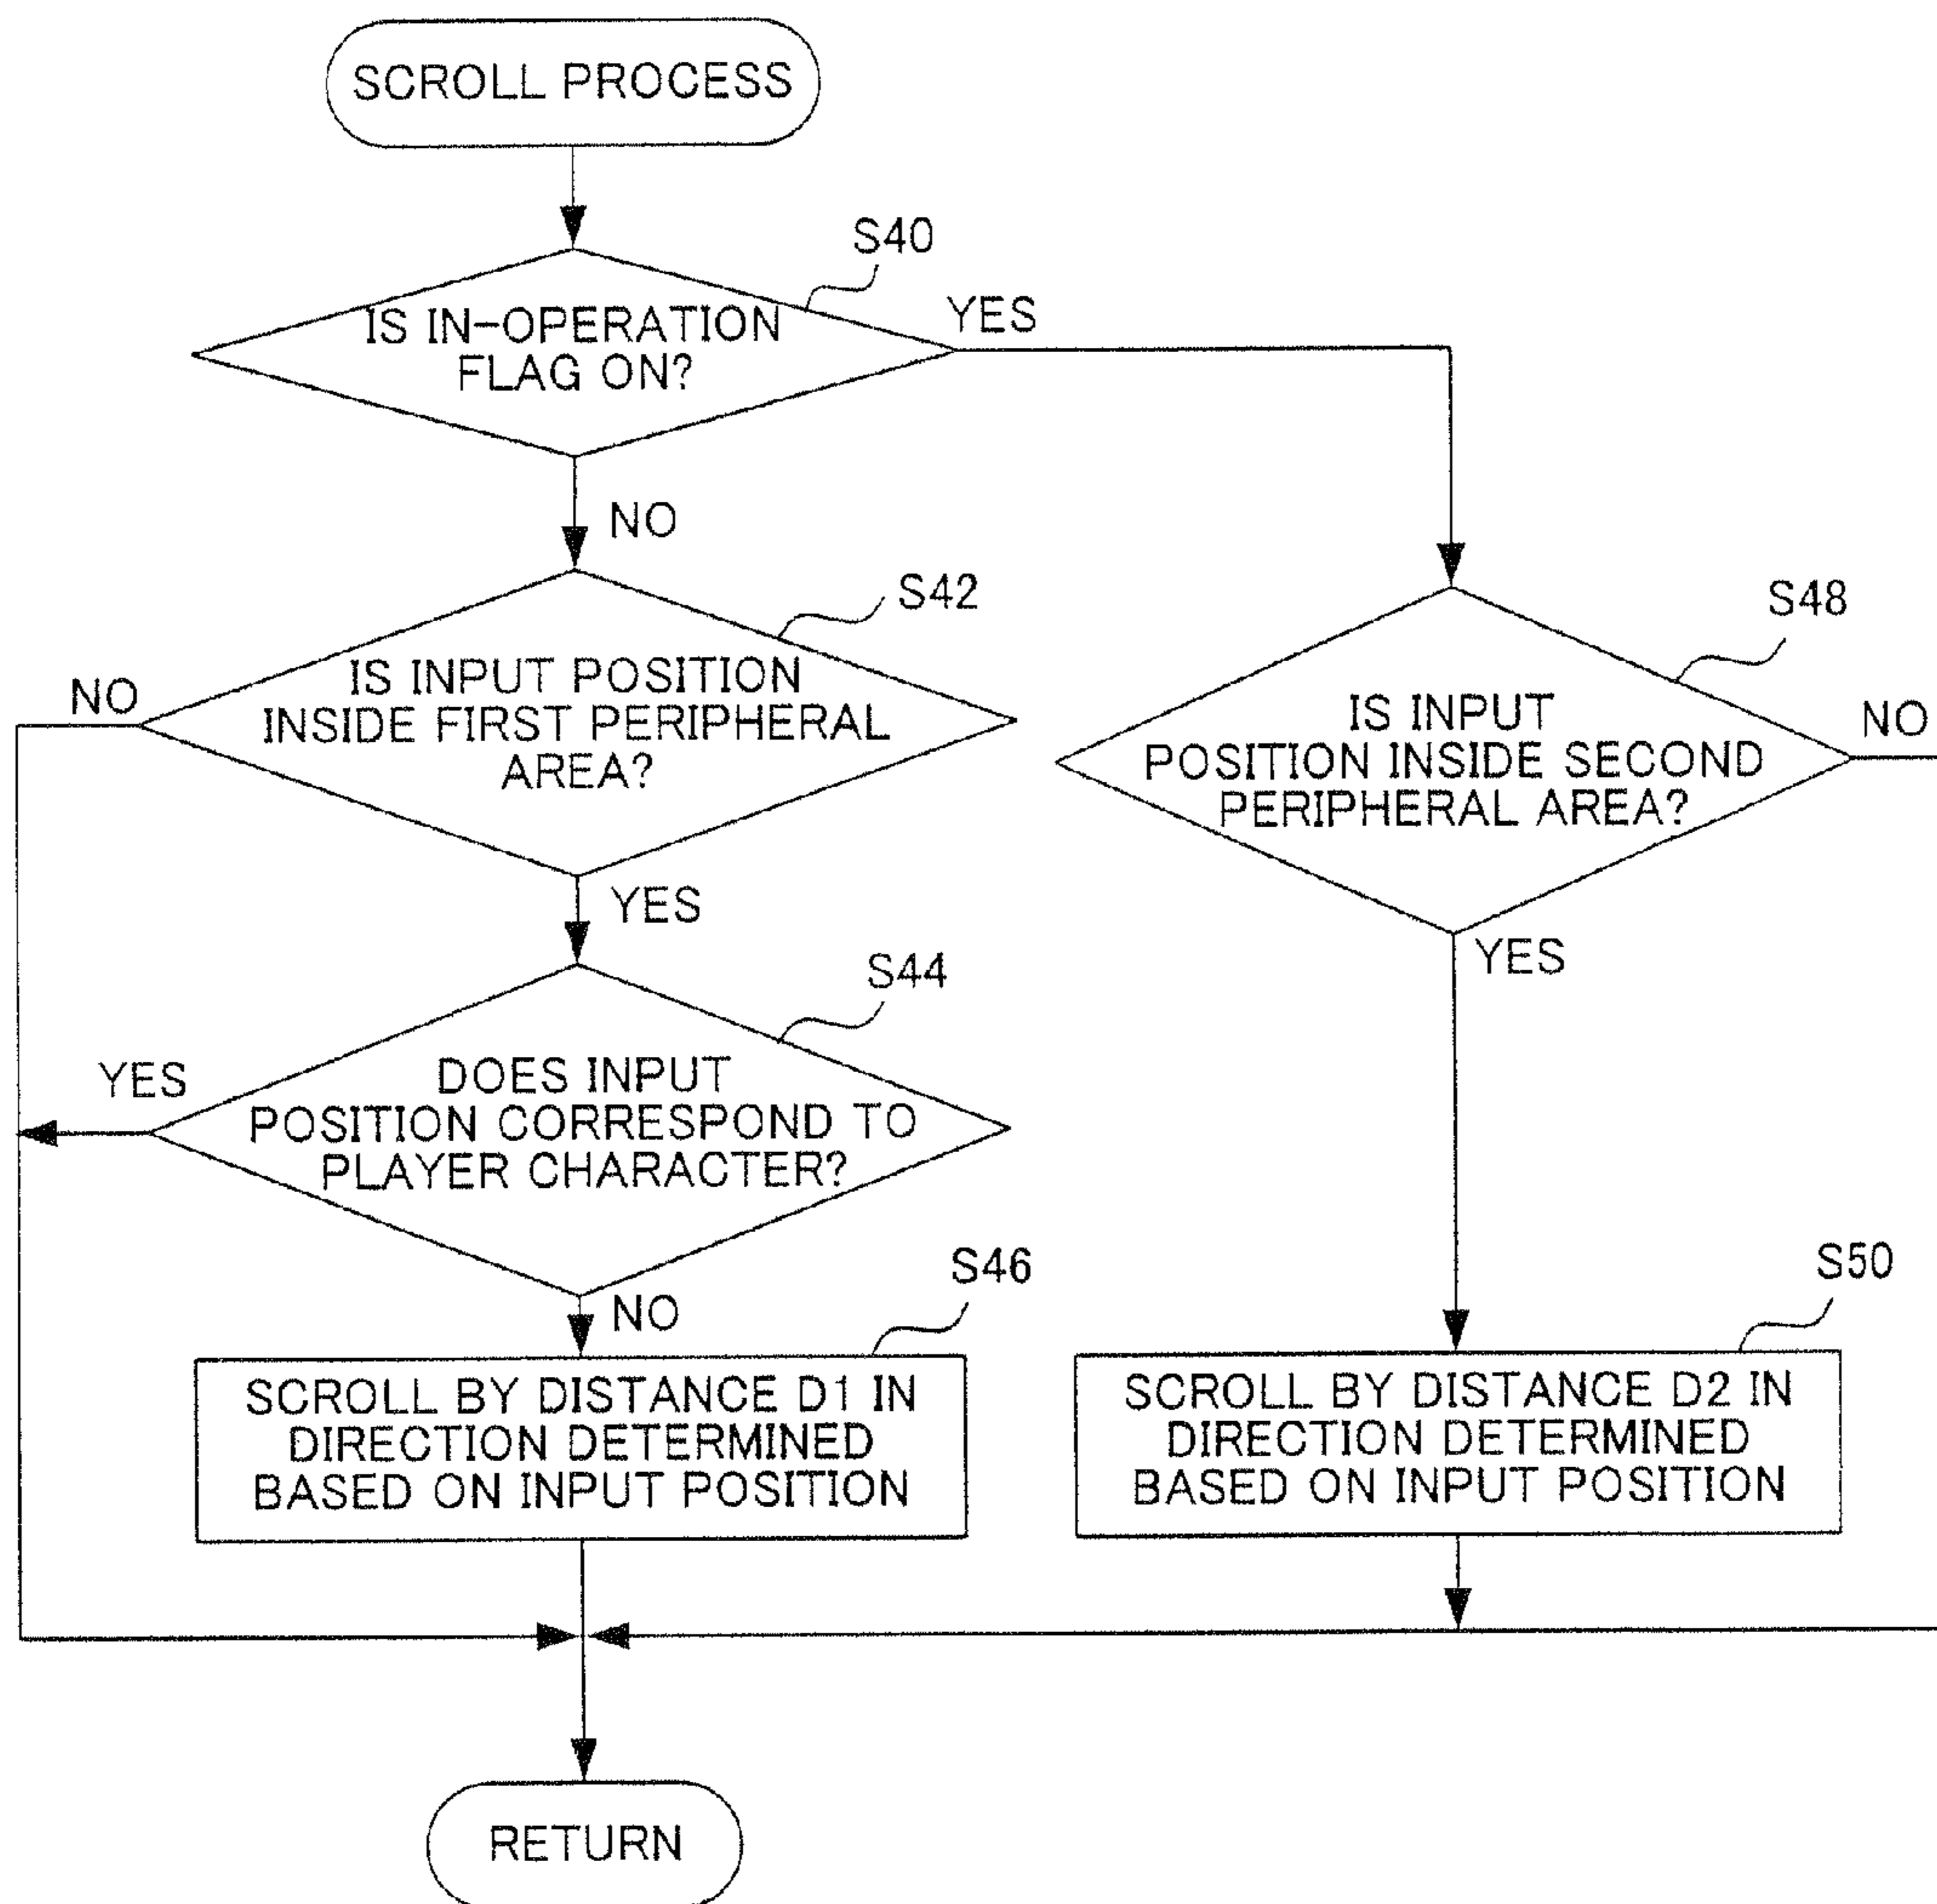 SCROLL PROCESS
S40
IS IN-OPERATION
FLAG ON?
YES
NO
S42
IS INPUT POSITION
INSIDE FIRST PERIPHERAL
AREA?
NO
YES
S48
IS INPUT
POSITION INSIDE SECOND
PERIPHERAL AREA?
NO
YES
S44
DOES INPUT
POSITION CORRESPOND TO
PLAYER CHARACTER?
YES
NO
S46
SCROLL BY DISTANCE D1 IN
DIRECTION DETERMINED
BASED ON INPUT POSITION
S50
SCROLL BY DISTANCE D2 IN
DIRECTION DETERMINED
BASED ON INPUT POSITION
RETURN